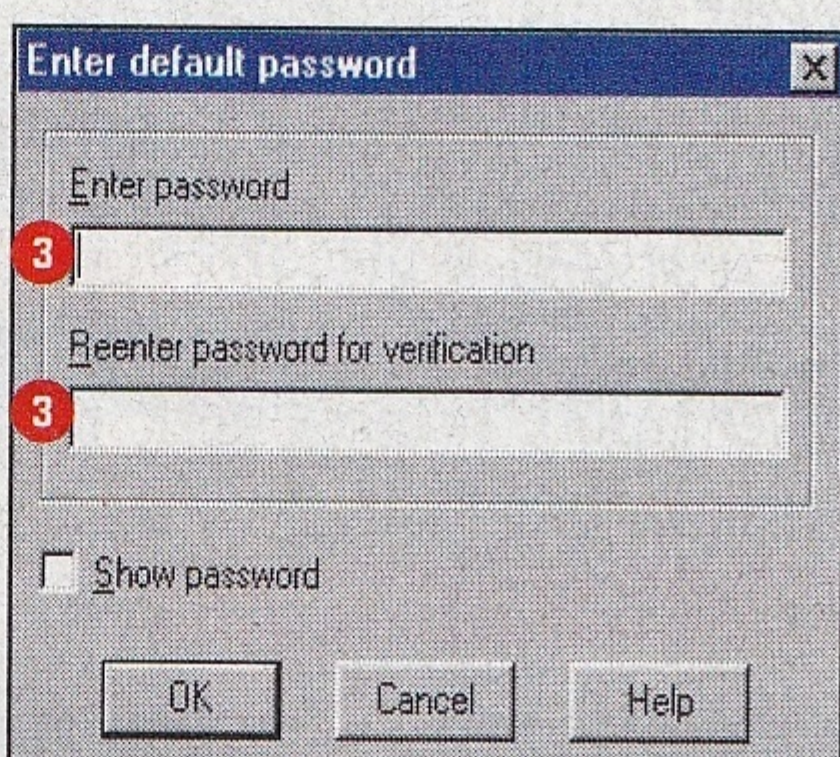 Enter default password
Enter password
3
Reenter password for verification
3
Show password
OK Cancel Help